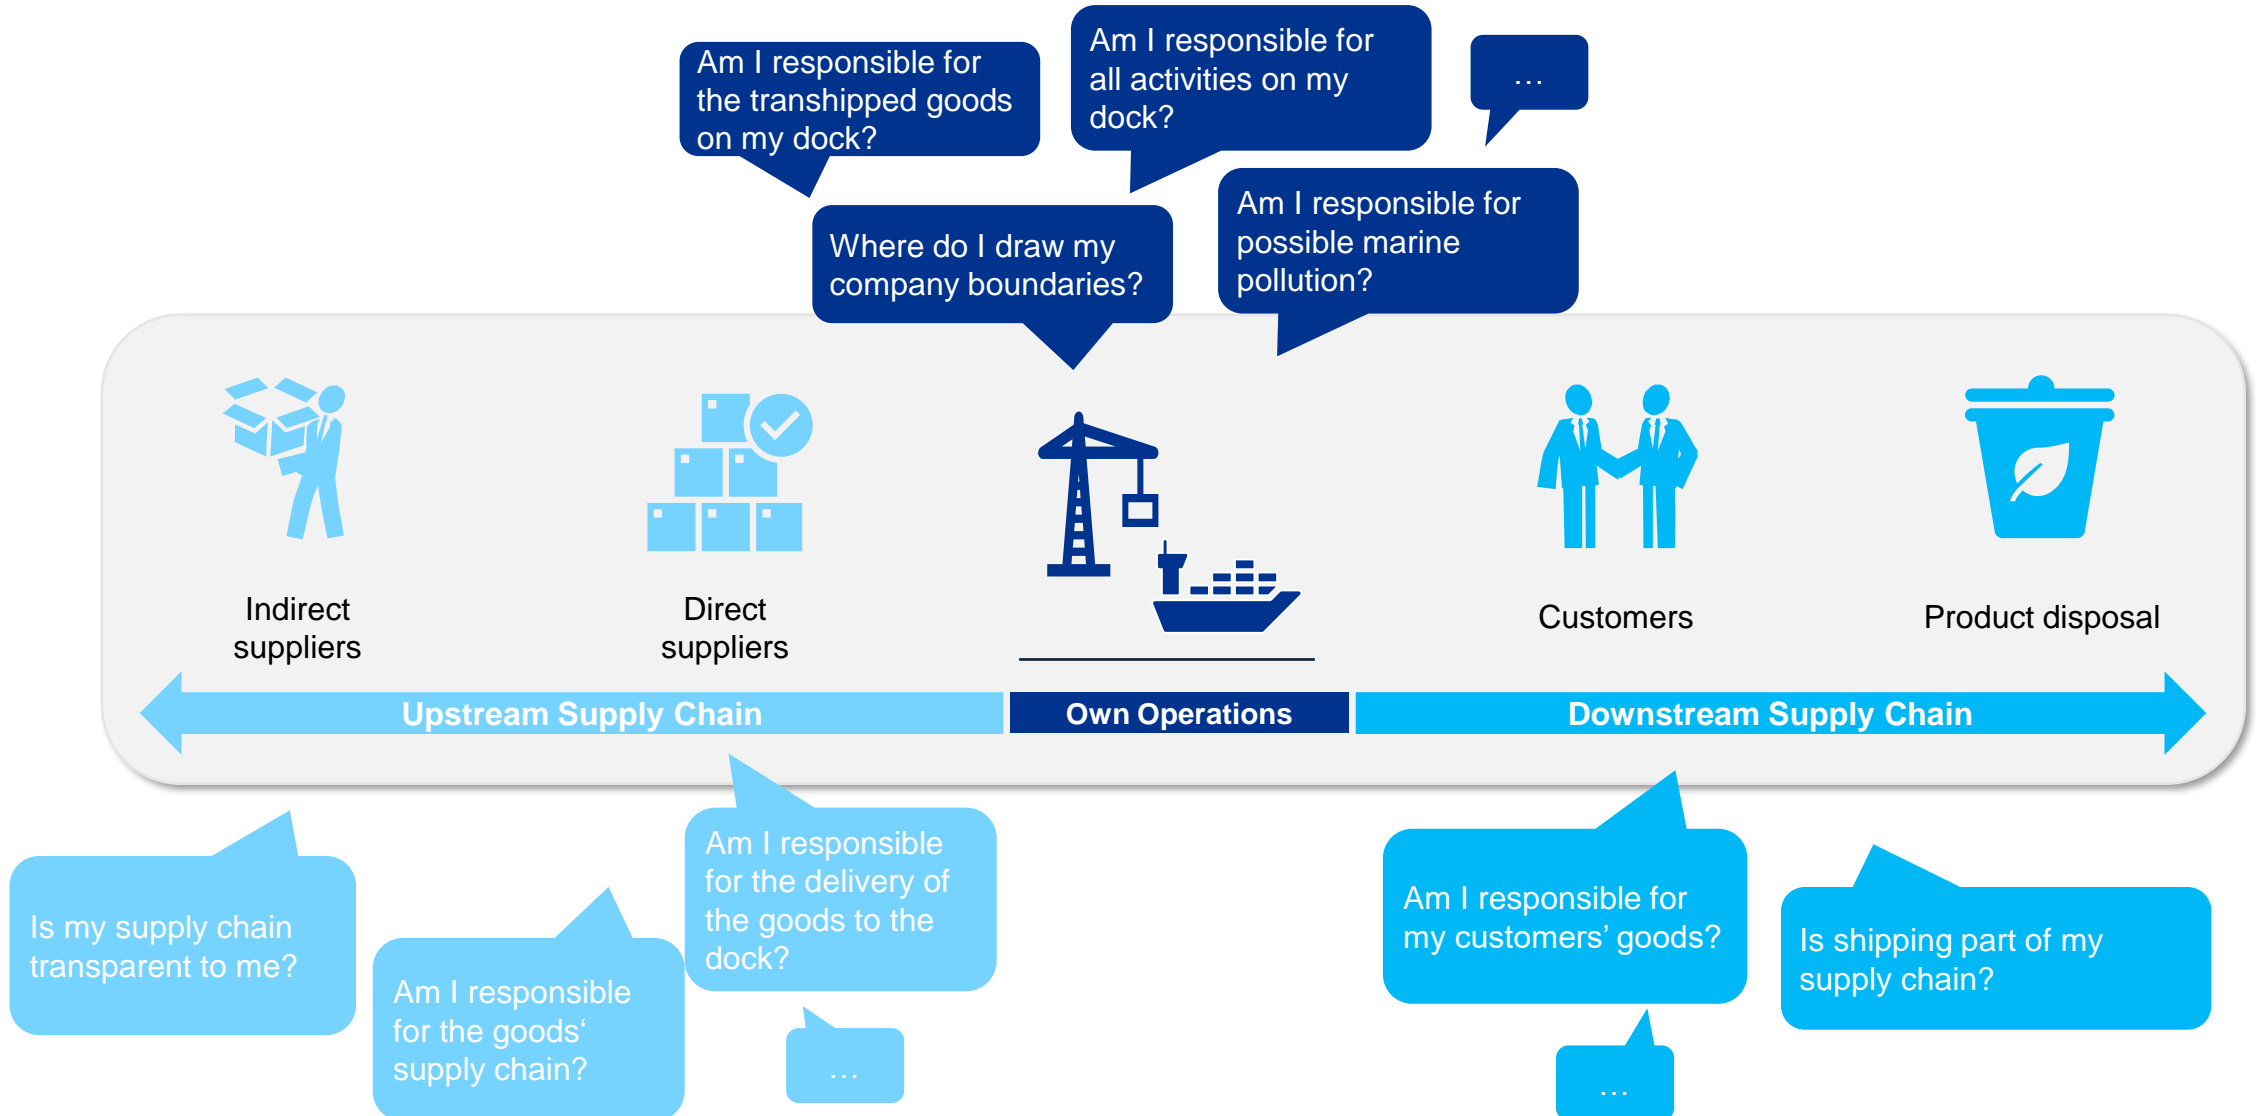 Am I responsible for
the transhipped goods
on my dock?
Am I responsible for
all activities on my
dock?
…
Where do I draw my
company boundaries?
Am I responsible for
possible marine
pollution?
Indirect
suppliers
Direct
suppliers
Customers
Product disposal
Upstream Supply Chain
Own Operations
Downstream Supply Chain
Is my supply chain
transparent to me?
Am I responsible
for the goods‘
supply chain?
Am I responsible
for the delivery of
the goods to the
dock?
…
Am I responsible for
my customers’ goods?
Is shipping part of my
supply chain?
…